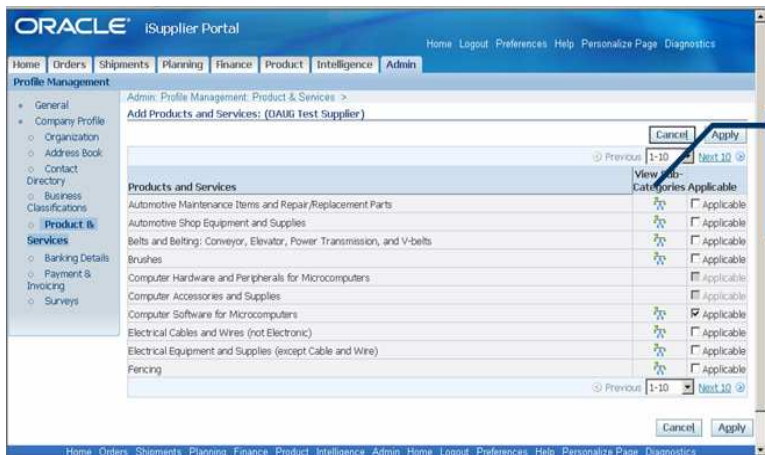 ORACLE iSupplier Portal
Home Logout Preferences Help Personalize Page Diagnostics
Home Orders Shipments Planning Finance Product Intelligence Admin
Profile Management
General
Company Profile
Organization
Address Book
Contact
Directory
Business
Classifications
Product &
Services
Banking Details
Payment &
Invoicing
Surveys
Admin: Profile Management: Product & Services >
Add Products and Services: (OAUG Test Supplier)
Cancel Apply
Previous 1-10 Next 10
Products and Services View Sub-Categories Applicable
Automotive Maintenance Items and Repair/Replacement Parts Applicable
Automotive Shop Equipment and Supplies Applicable
Belts and Belting: Conveyor, Elevator, Power Transmission, and V-belts Applicable
Brushes Applicable
Computer Hardware and Peripherals for Microcomputers Applicable
Computer Accessories and Supplies Applicable
Computer Software for Microcomputers Applicable
Electrical Cables and Wires (not Electronic) Applicable
Electrical Equipment and Supplies (except Cable and Wire) Applicable
Fencing Applicable
Previous 1-10 Next 10
Cancel Apply
Home Orders Shipments Planning Finance Product Intelligence Admin Home Logout Preferences Help Personalize Page Diagnostics